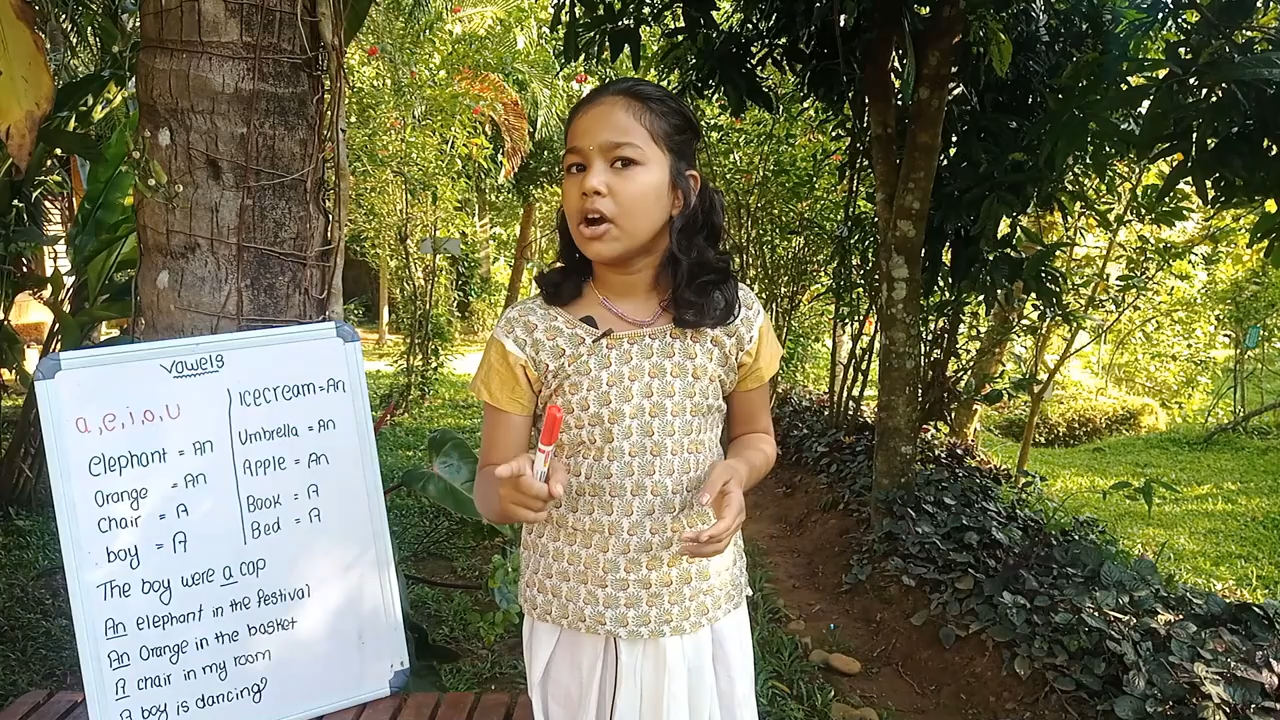 Vowels
a,e,i,o,u
elephant = An
Orange = An
Chair = A
boy = A
icecream = An
Umbrella = An
Apple = An
Book = A
Bed = A
The boy were a cap
An elephant in the festival
An Orange in the basket
A chair in my room
A boy is dancing